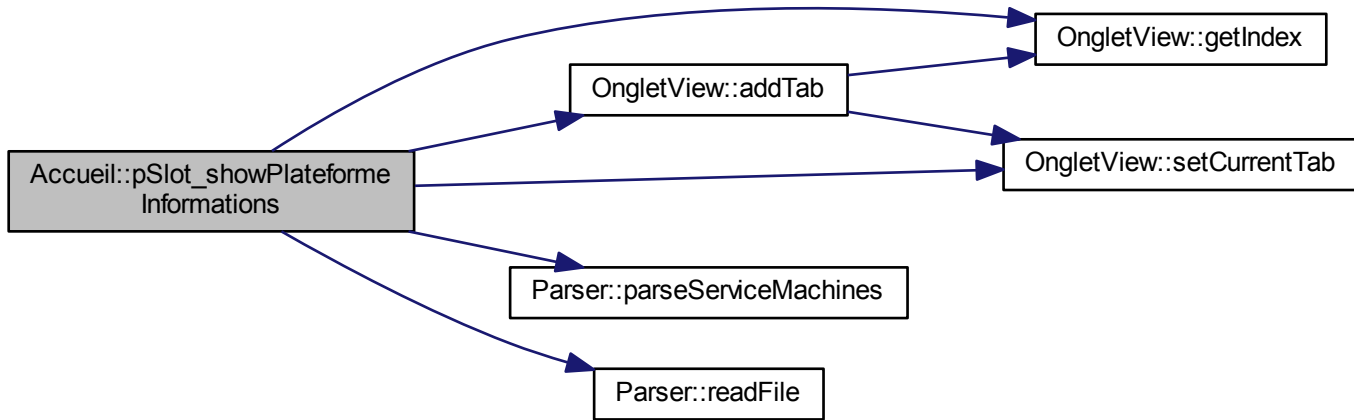 OngletView::getIndex
OngletView::addTab
OngletView::setCurrentTab
Accueil::pSlot_showPlateforme
Informations
Parser::parseServiceMachines
Parser::readFile